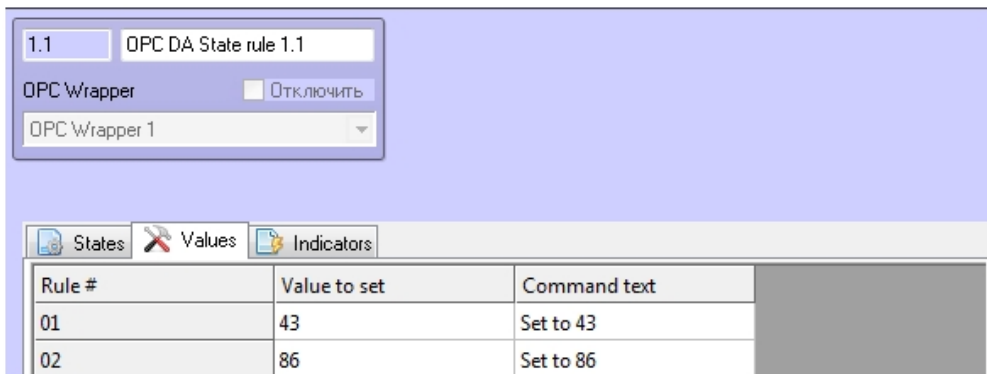 1.1 OPC DA State rule 1.1
OPC Wrapper Отключить
OPC Wrapper 1
States Values Indicators
Rule # Value to set Command text
01 43 Set to 43
02 86 Set to 86